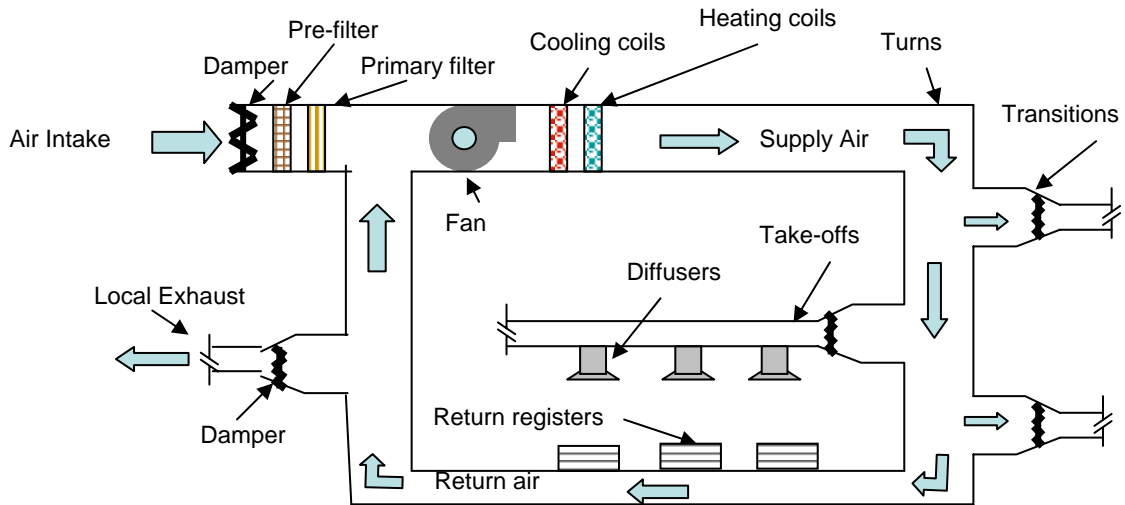 Heating coils
Pre-filter
Cooling coils
Turns
Damper
Primary filter
Transitions
Air Intake
Supply Air
Fan
Take-offs
Diffusers
Local Exhaust
Return registers
Damper
Return air